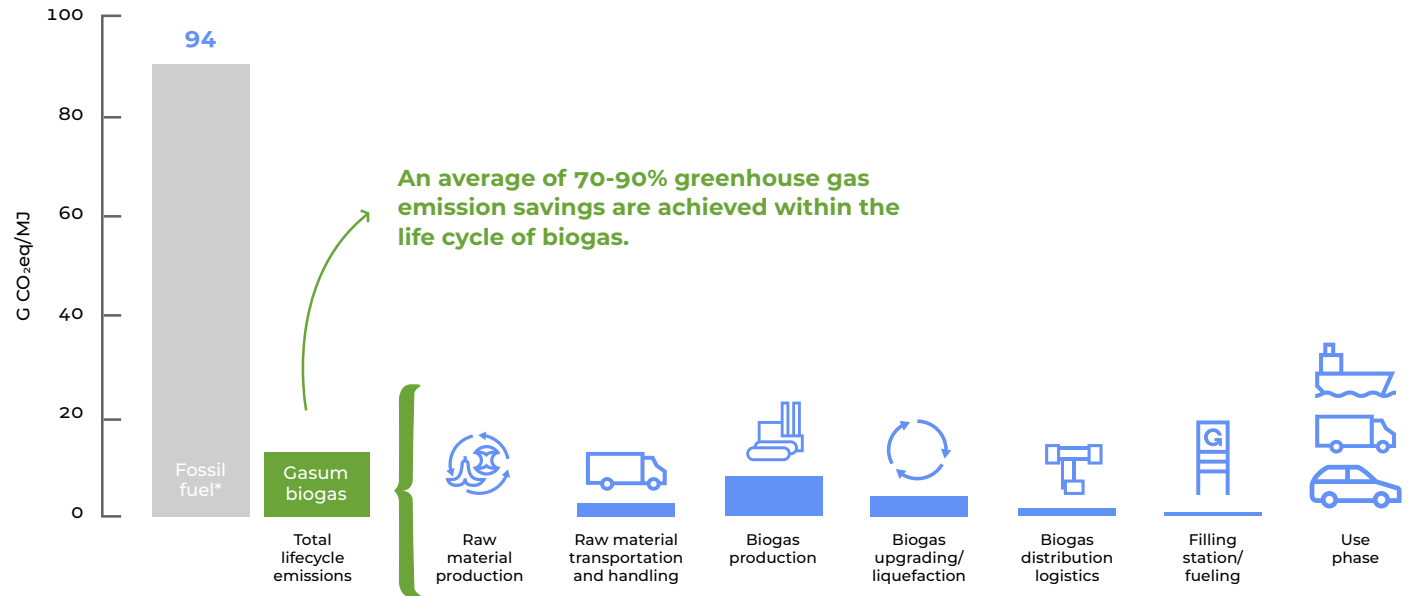 100
80
60
40
20
0
G CO₂eq/MJ
94
Fossil
fuel*
Gasum
biogas
An average of 70-90% greenhouse gas
emission savings are achieved within the
life cycle of biogas.
G
Total
lifecycle
emissions
Raw
material
production
Raw material
transportation
and handling
Biogas
production
Biogas
upgrading/
liquefaction
Biogas
distribution
logistics
Filling
station/
fueling
Use
phase